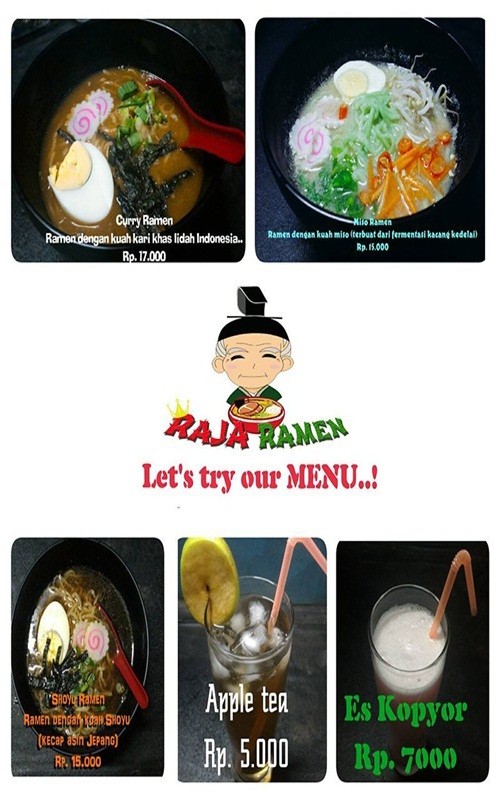 Curry Ramen
Ramen dengan kuah kari khas lidah Indonesia..
Rp. 17.000
Miso Ramen
Ramen dengan kuah miso (terbuat dari fermentasi kacang kedelai)
Rp. 15.000
RAJA RAMEN
Let's try our MENU..!
Shoyu Ramen
Ramen dengan kuah Shoyu
(kecap asin Jepang)
Rp. 15.000
Apple tea
Rp. 5.000
Es Kopyor
Rp. 7000